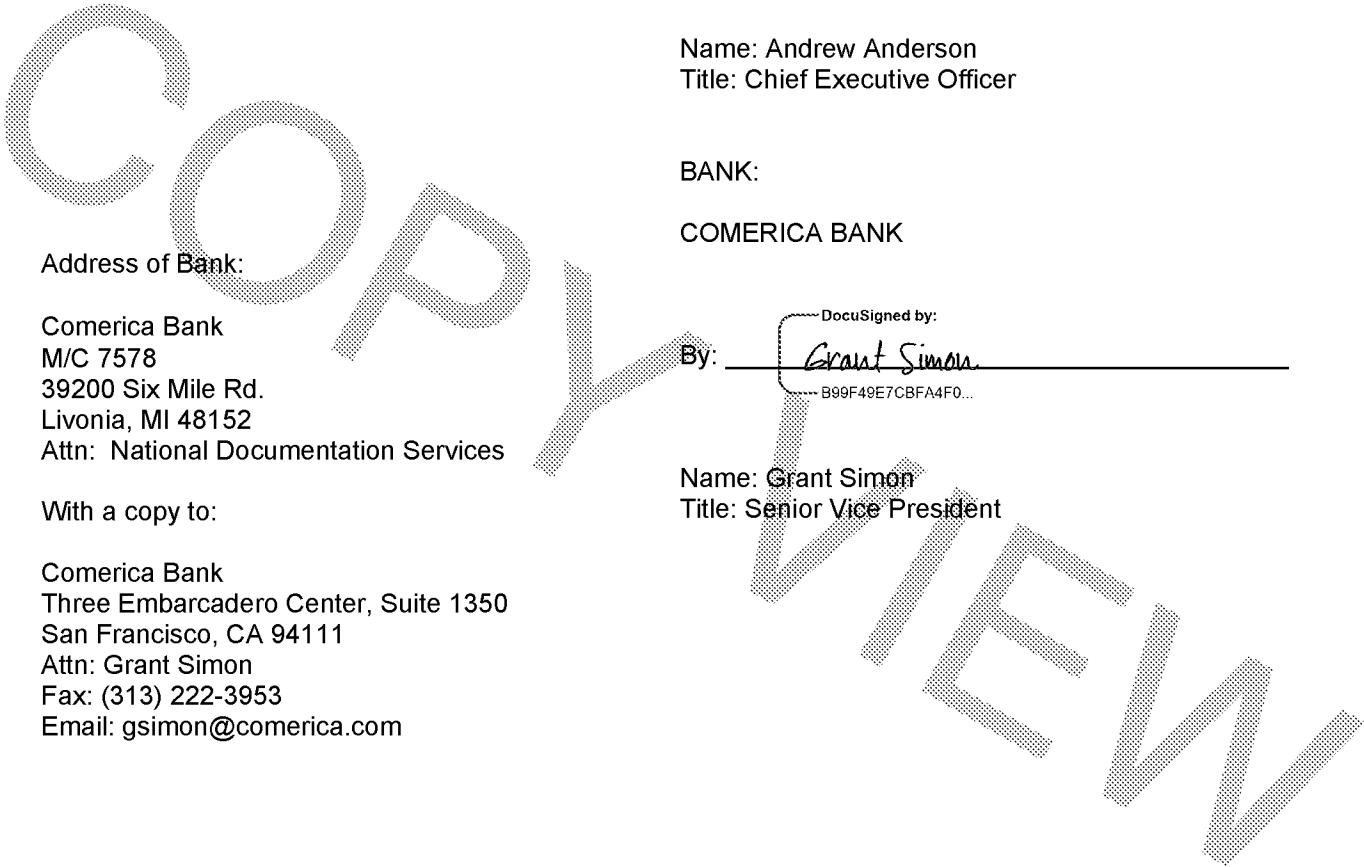 Name: Andrew Anderson
Title: Chief Executive Officer
BANK:
COMERICA BANK
DocuSigned by:
By: Grant Simon
B99F49E7CBFA4F0...
Name: Grant Simon
Title: Senior Vice President
Address of Bank:
Comerica Bank
M/C 7578
39200 Six Mile Rd.
Livonia, MI 48152
Attn: National Documentation Services
With a copy to:
Comerica Bank
Three Embarcadero Center, Suite 1350
San Francisco, CA 94111
Attn: Grant Simon
Fax: (313) 222-3953
Email: gsimon@comerica.com
COPY VIEW